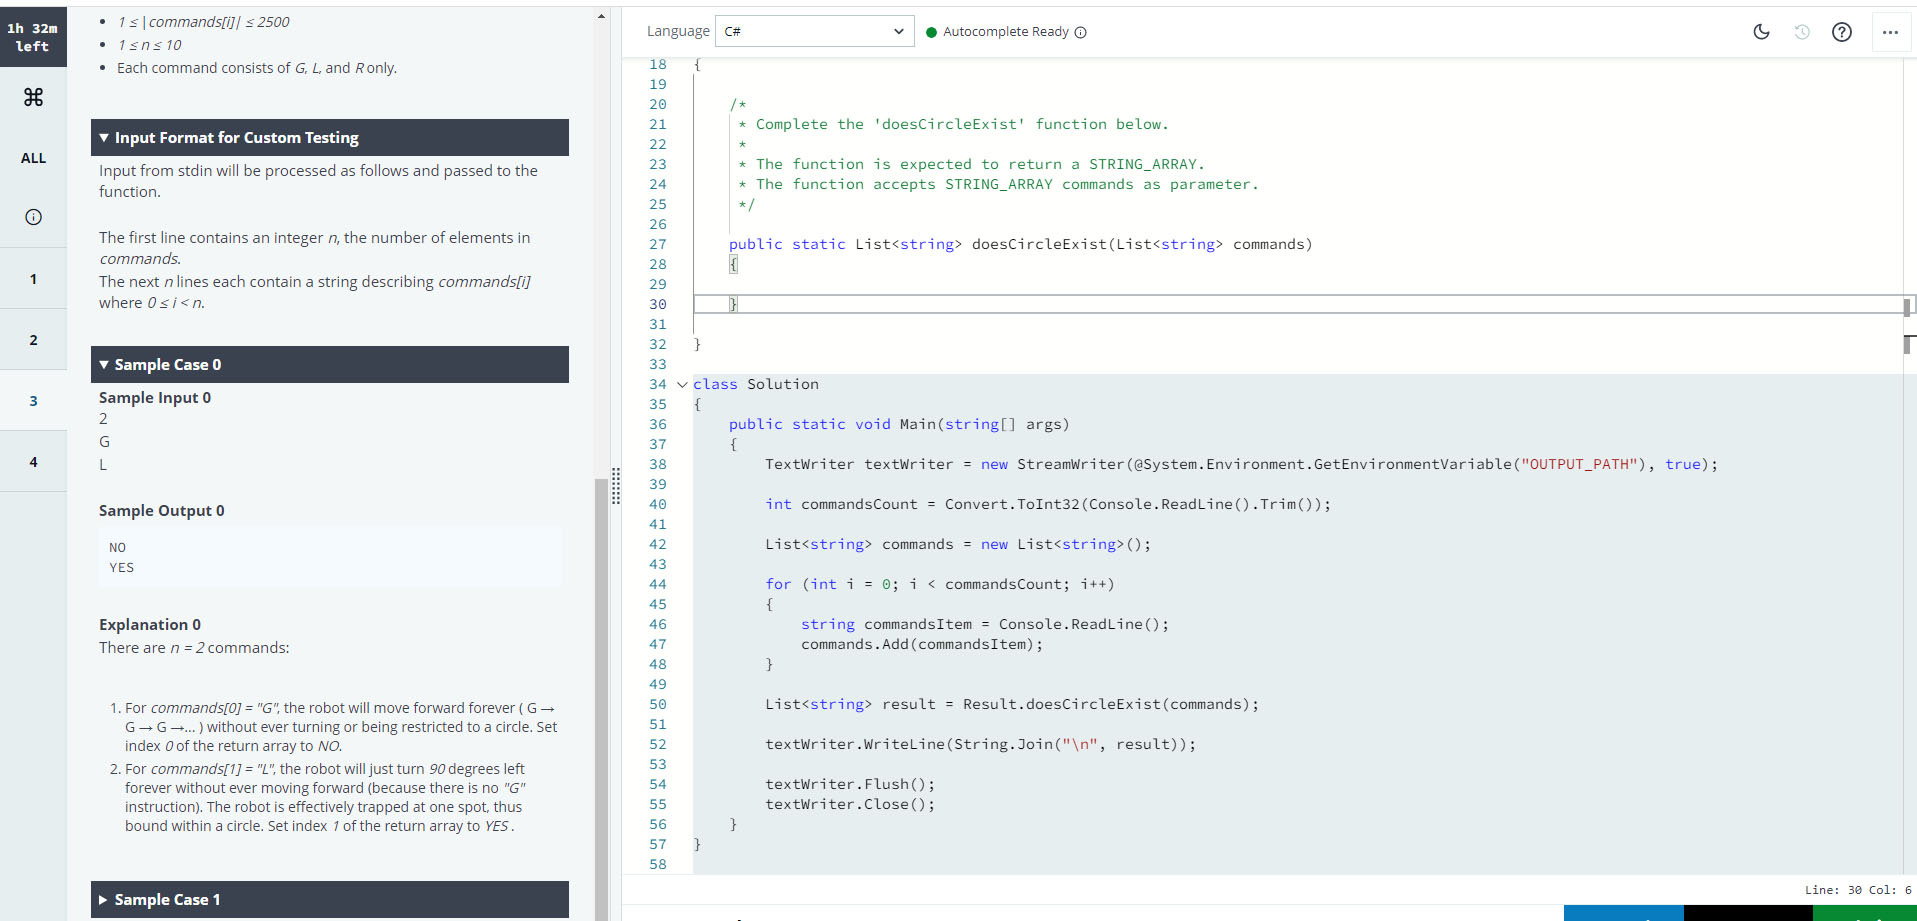 1h 32m
left
ALL
1
2
3
4
• 1 ≤ |commands[i]| ≤ 2500
• 1 ≤ n ≤ 10
• Each command consists of G, L, and R only.
▼ Input Format for Custom Testing
Input from stdin will be processed as follows and passed to the
function.
The first line contains an integer n, the number of elements in
commands.
The next n lines each contain a string describing commands[i]
where 0 ≤ i < n.
▼ Sample Case 0
Sample Input 0
2
G
L
Sample Output 0
NO
YES
Explanation 0
There are n = 2 commands:
1. For commands[0] = "G", the robot will move forward forever ( G →
G → G →... ) without ever turning or being restricted to a circle. Set
index 0 of the return array to NO.
2. For commands[1] = "L", the robot will just turn 90 degrees left
forever without ever moving forward (because there is no "G"
instruction). The robot is effectively trapped at one spot, thus
bound within a circle. Set index 1 of the return array to YES .
▶ Sample Case 1
Language C# Autocomplete Ready
18 {
19
20 /*
21 * Complete the 'doesCircleExist' function below.
22 *
23 * The function is expected to return a STRING_ARRAY.
24 * The function accepts STRING_ARRAY commands as parameter.
25 */
26
27 public static List<string> doesCircleExist(List<string> commands)
28 {
29
30 }
31
32 }
33
34 class Solution
35 {
36 public static void Main(string[] args)
37 {
38 TextWriter textWriter = new StreamWriter(@System.Environment.GetEnvironmentVariable("OUTPUT_PATH"), true);
39
40 int commandsCount = Convert.ToInt32(Console.ReadLine().Trim());
41
42 List<string> commands = new List<string>();
43
44 for (int i = 0; i < commandsCount; i++)
45 {
46 string commandsItem = Console.ReadLine();
47 commands.Add(commandsItem);
48 }
49
50 List<string> result = Result.doesCircleExist(commands);
51
52 textWriter.WriteLine(String.Join("\n", result));
53
54 textWriter.Flush();
55 textWriter.Close();
56 }
57 }
58
Line: 30 Col: 6